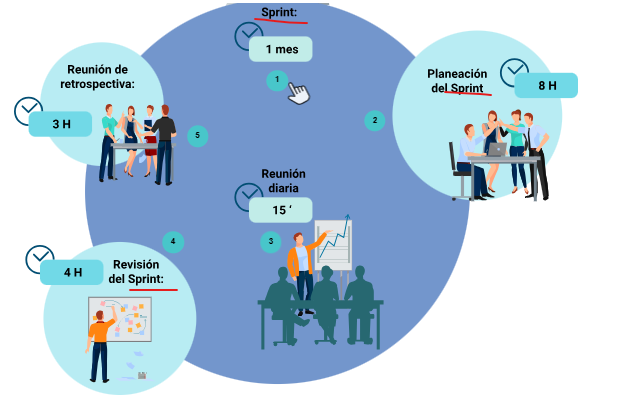 Sprint:
1 mes
1
Planeación
del Sprint
8 H
2
Reunión
diaria
15 ‘
3
Revisión
del Sprint:
4 H
4
Reunión de
retrospectiva:
3 H
5